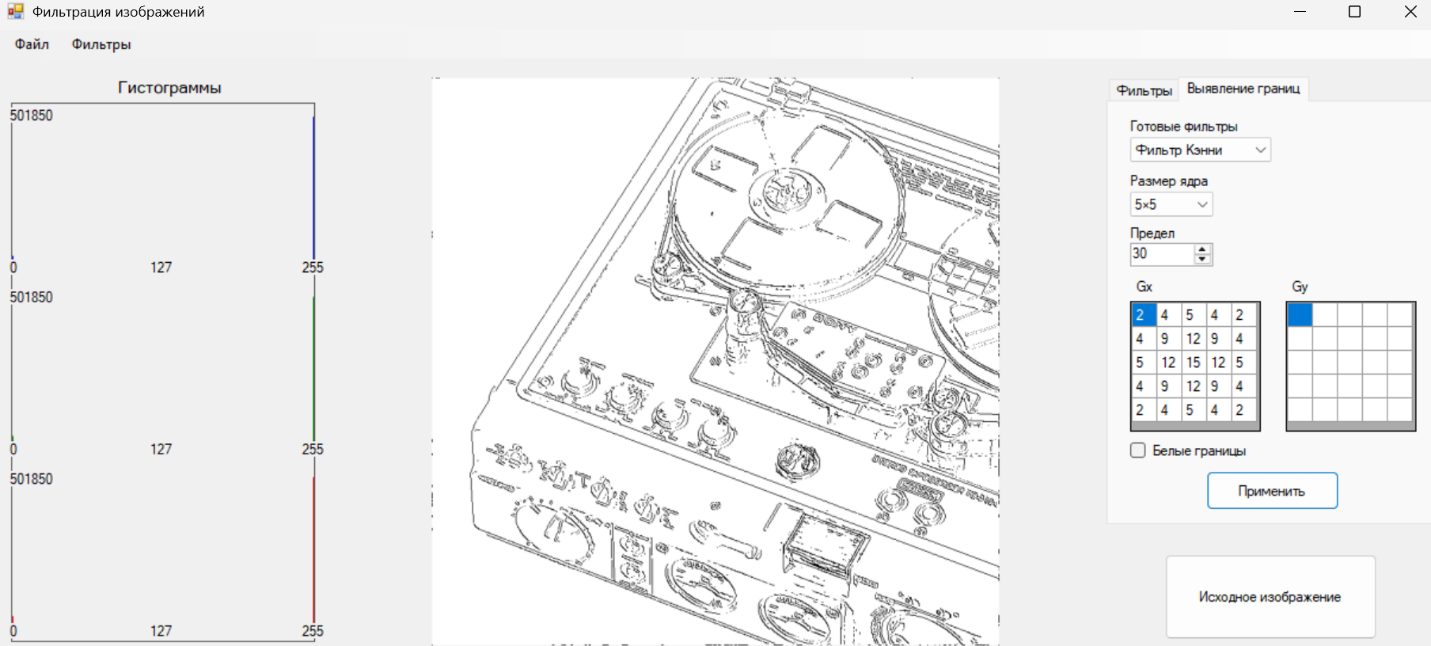 Фильтрация изображений
Файл Фильтры
Гистограммы
501850
0 127 255
501850
0 127 255
501850
0 127 255
SONY
Фильтры Выявление границ
Готовые фильтры
Фильтр Кэнни
Размер ядра
5×5
Предел
30
Gx Gy
2 4 5 4 2
4 9 12 9 4
5 12 15 12 5
4 9 12 9 4
2 4 5 4 2
Белые границы
Применить
Исходное изображение